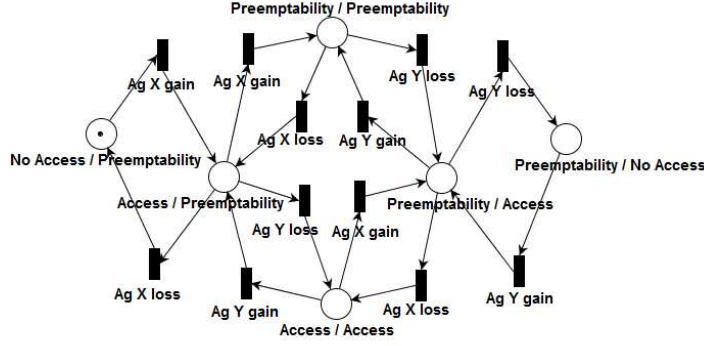 Preemptability / Preemptability
Ag X gain
Ag X gain
Ag Y loss
Ag Y loss
Ag X loss
Ag Y gain
No Access / Preemptability
Preemptability / No Access
Access / Preemptability
Preemptability / Access
Ag Y loss
Ag X gain
Ag X loss
Ag Y gain
Ag X loss
Ag Y gain
Access / Access